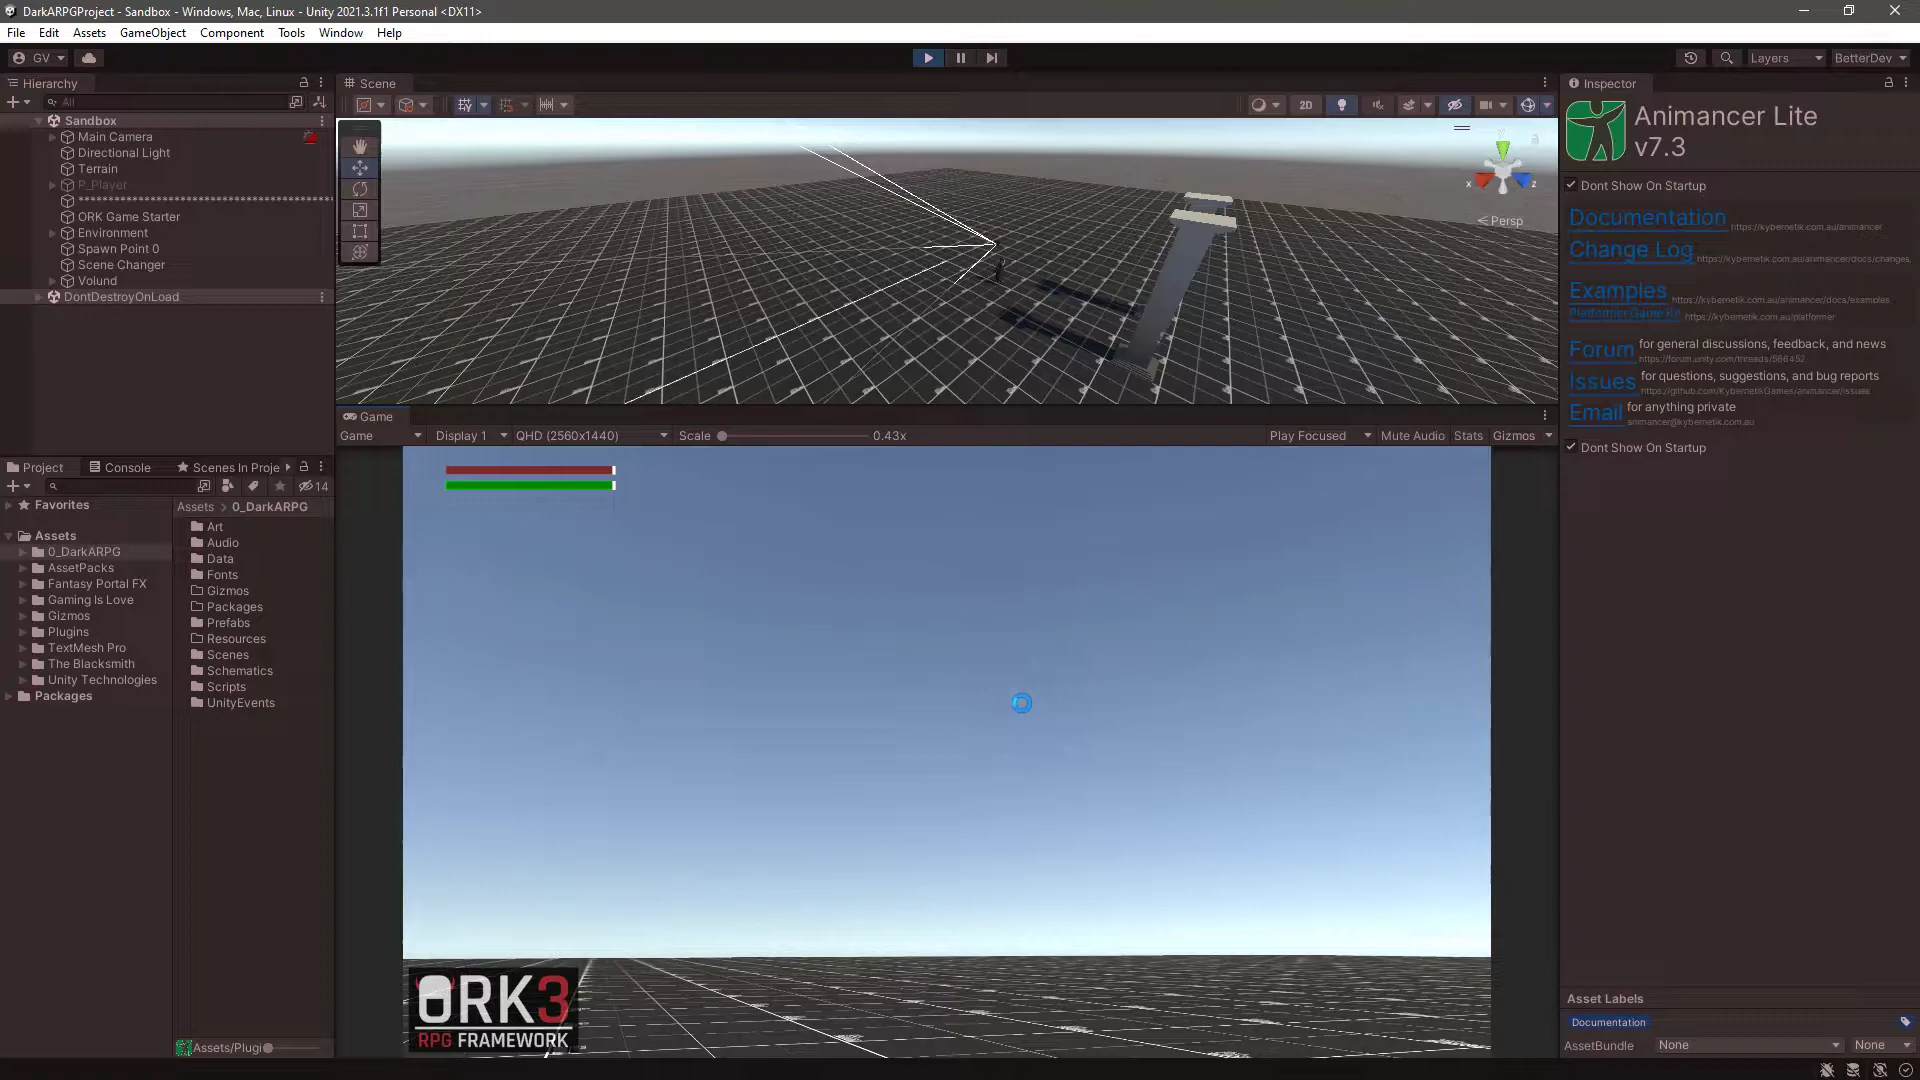 DarkARPGProject - Sandbox - Windows, Mac, Linux - Unity 2021.3.1f1 Personal <DX11>
File Edit Assets GameObject Component Tools Window Help
GV Layers BetterDev
Hierarchy
All
Sandbox
Main Camera
Directional Light
Terrain
P_Player
****************************************
ORK Game Starter
Environment
Spawn Point 0
Scene Changer
Volund
DontDestroyOnLoad
Scene
2D
y
x
z
Persp
Game
Game Display 1 QHD (2560x1440) Scale 0.43x Play Focused Mute Audio Stats Gizmos
ORK3
RPG FRAMEWORK
Project Console Scenes In Proje
14
Favorites
Assets
0_DarkARPG
AssetPacks
Fantasy Portal FX
Gaming Is Love
Gizmos
Plugins
TextMesh Pro
The Blacksmith
Unity Technologies
Packages
Assets > 0_DarkARPG
Art
Audio
Data
Fonts
Gizmos
Packages
Prefabs
Resources
Scenes
Schematics
Scripts
UnityEvents
Assets/Plugi
Inspector
Animancer Lite
v7.3
Dont Show On Startup
Documentation https://kybernetik.com.au/animancer
Change Log https://kybernetik.com.au/animancer/docs/changes
Examples https://kybernetik.com.au/animancer/docs/examples
Platformer Game Kit https://kybernetik.com.au/platformer
Forum for general discussions, feedback, and news
https://forum.unity.com/threads/566452
Issues for questions, suggestions, and bug reports
https://github.com/KybernetikGames/animancer/issues
Email for anything private
animancer@kybernetik.com.au
Dont Show On Startup
Asset Labels
Documentation
AssetBundle None None